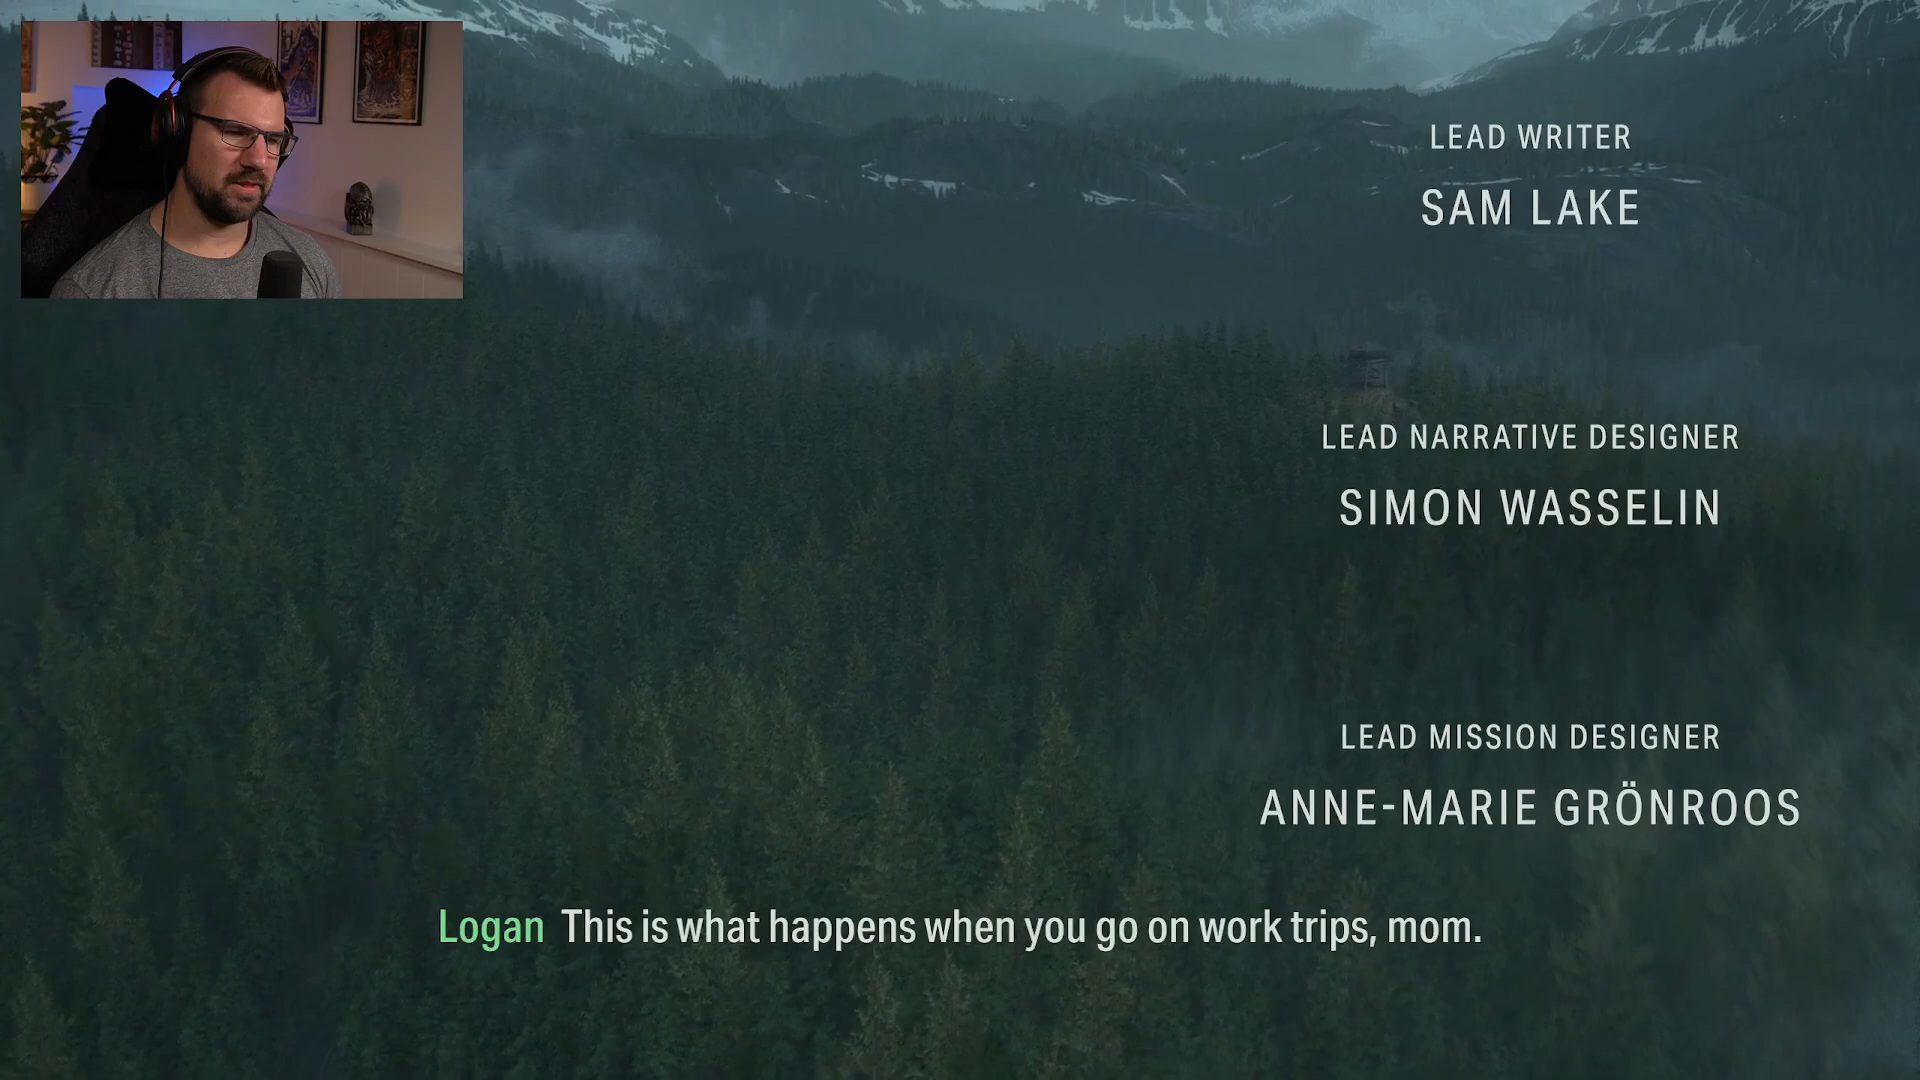 LEAD WRITER
SAM LAKE
LEAD NARRATIVE DESIGNER
SIMON WASSELIN
LEAD MISSION DESIGNER
ANNE-MARIE GRÖNROOS
Logan This is what happens when you go on work trips, mom.